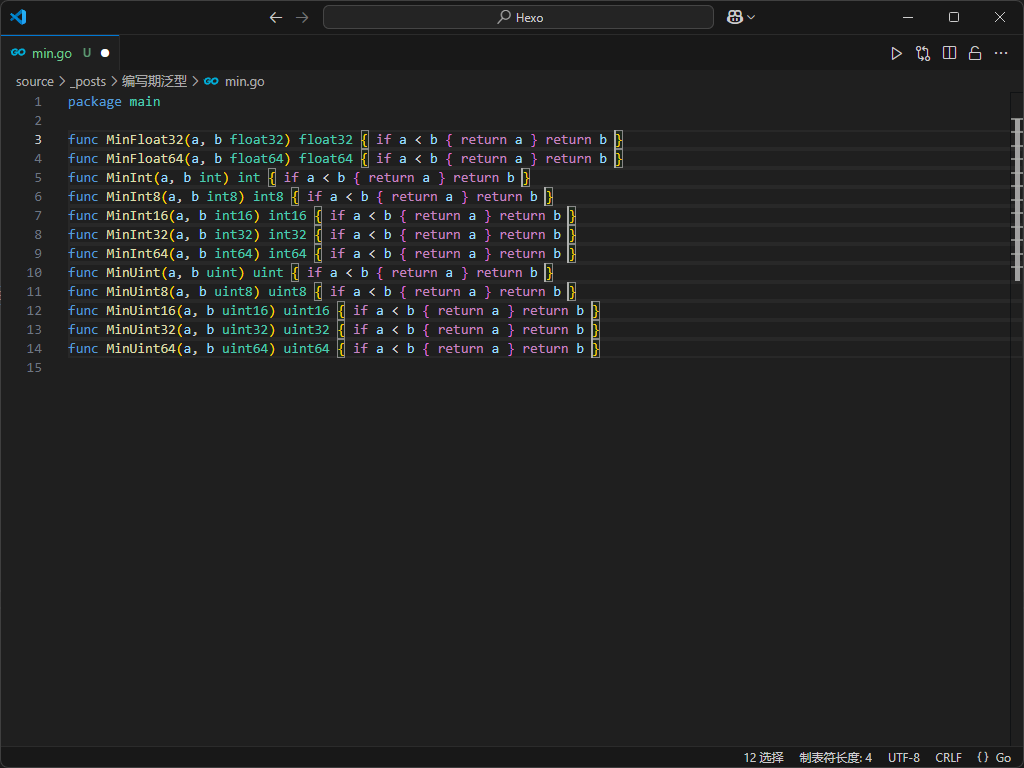 Hexo
min.go U
source > _posts > 编写期泛型 > min.go
1 package main
2
3 func MinFloat32(a, b float32) float32 { if a < b { return a } return b }
4 func MinFloat64(a, b float64) float64 { if a < b { return a } return b }
5 func MinInt(a, b int) int { if a < b { return a } return b }
6 func MinInt8(a, b int8) int8 { if a < b { return a } return b }
7 func MinInt16(a, b int16) int16 { if a < b { return a } return b }
8 func MinInt32(a, b int32) int32 { if a < b { return a } return b }
9 func MinInt64(a, b int64) int64 { if a < b { return a } return b }
10 func MinUint(a, b uint) uint { if a < b { return a } return b }
11 func MinUint8(a, b uint8) uint8 { if a < b { return a } return b }
12 func MinUint16(a, b uint16) uint16 { if a < b { return a } return b }
13 func MinUint32(a, b uint32) uint32 { if a < b { return a } return b }
14 func MinUint64(a, b uint64) uint64 { if a < b { return a } return b }
15
12 选择 制表符长度: 4 UTF-8 CRLF {} Go